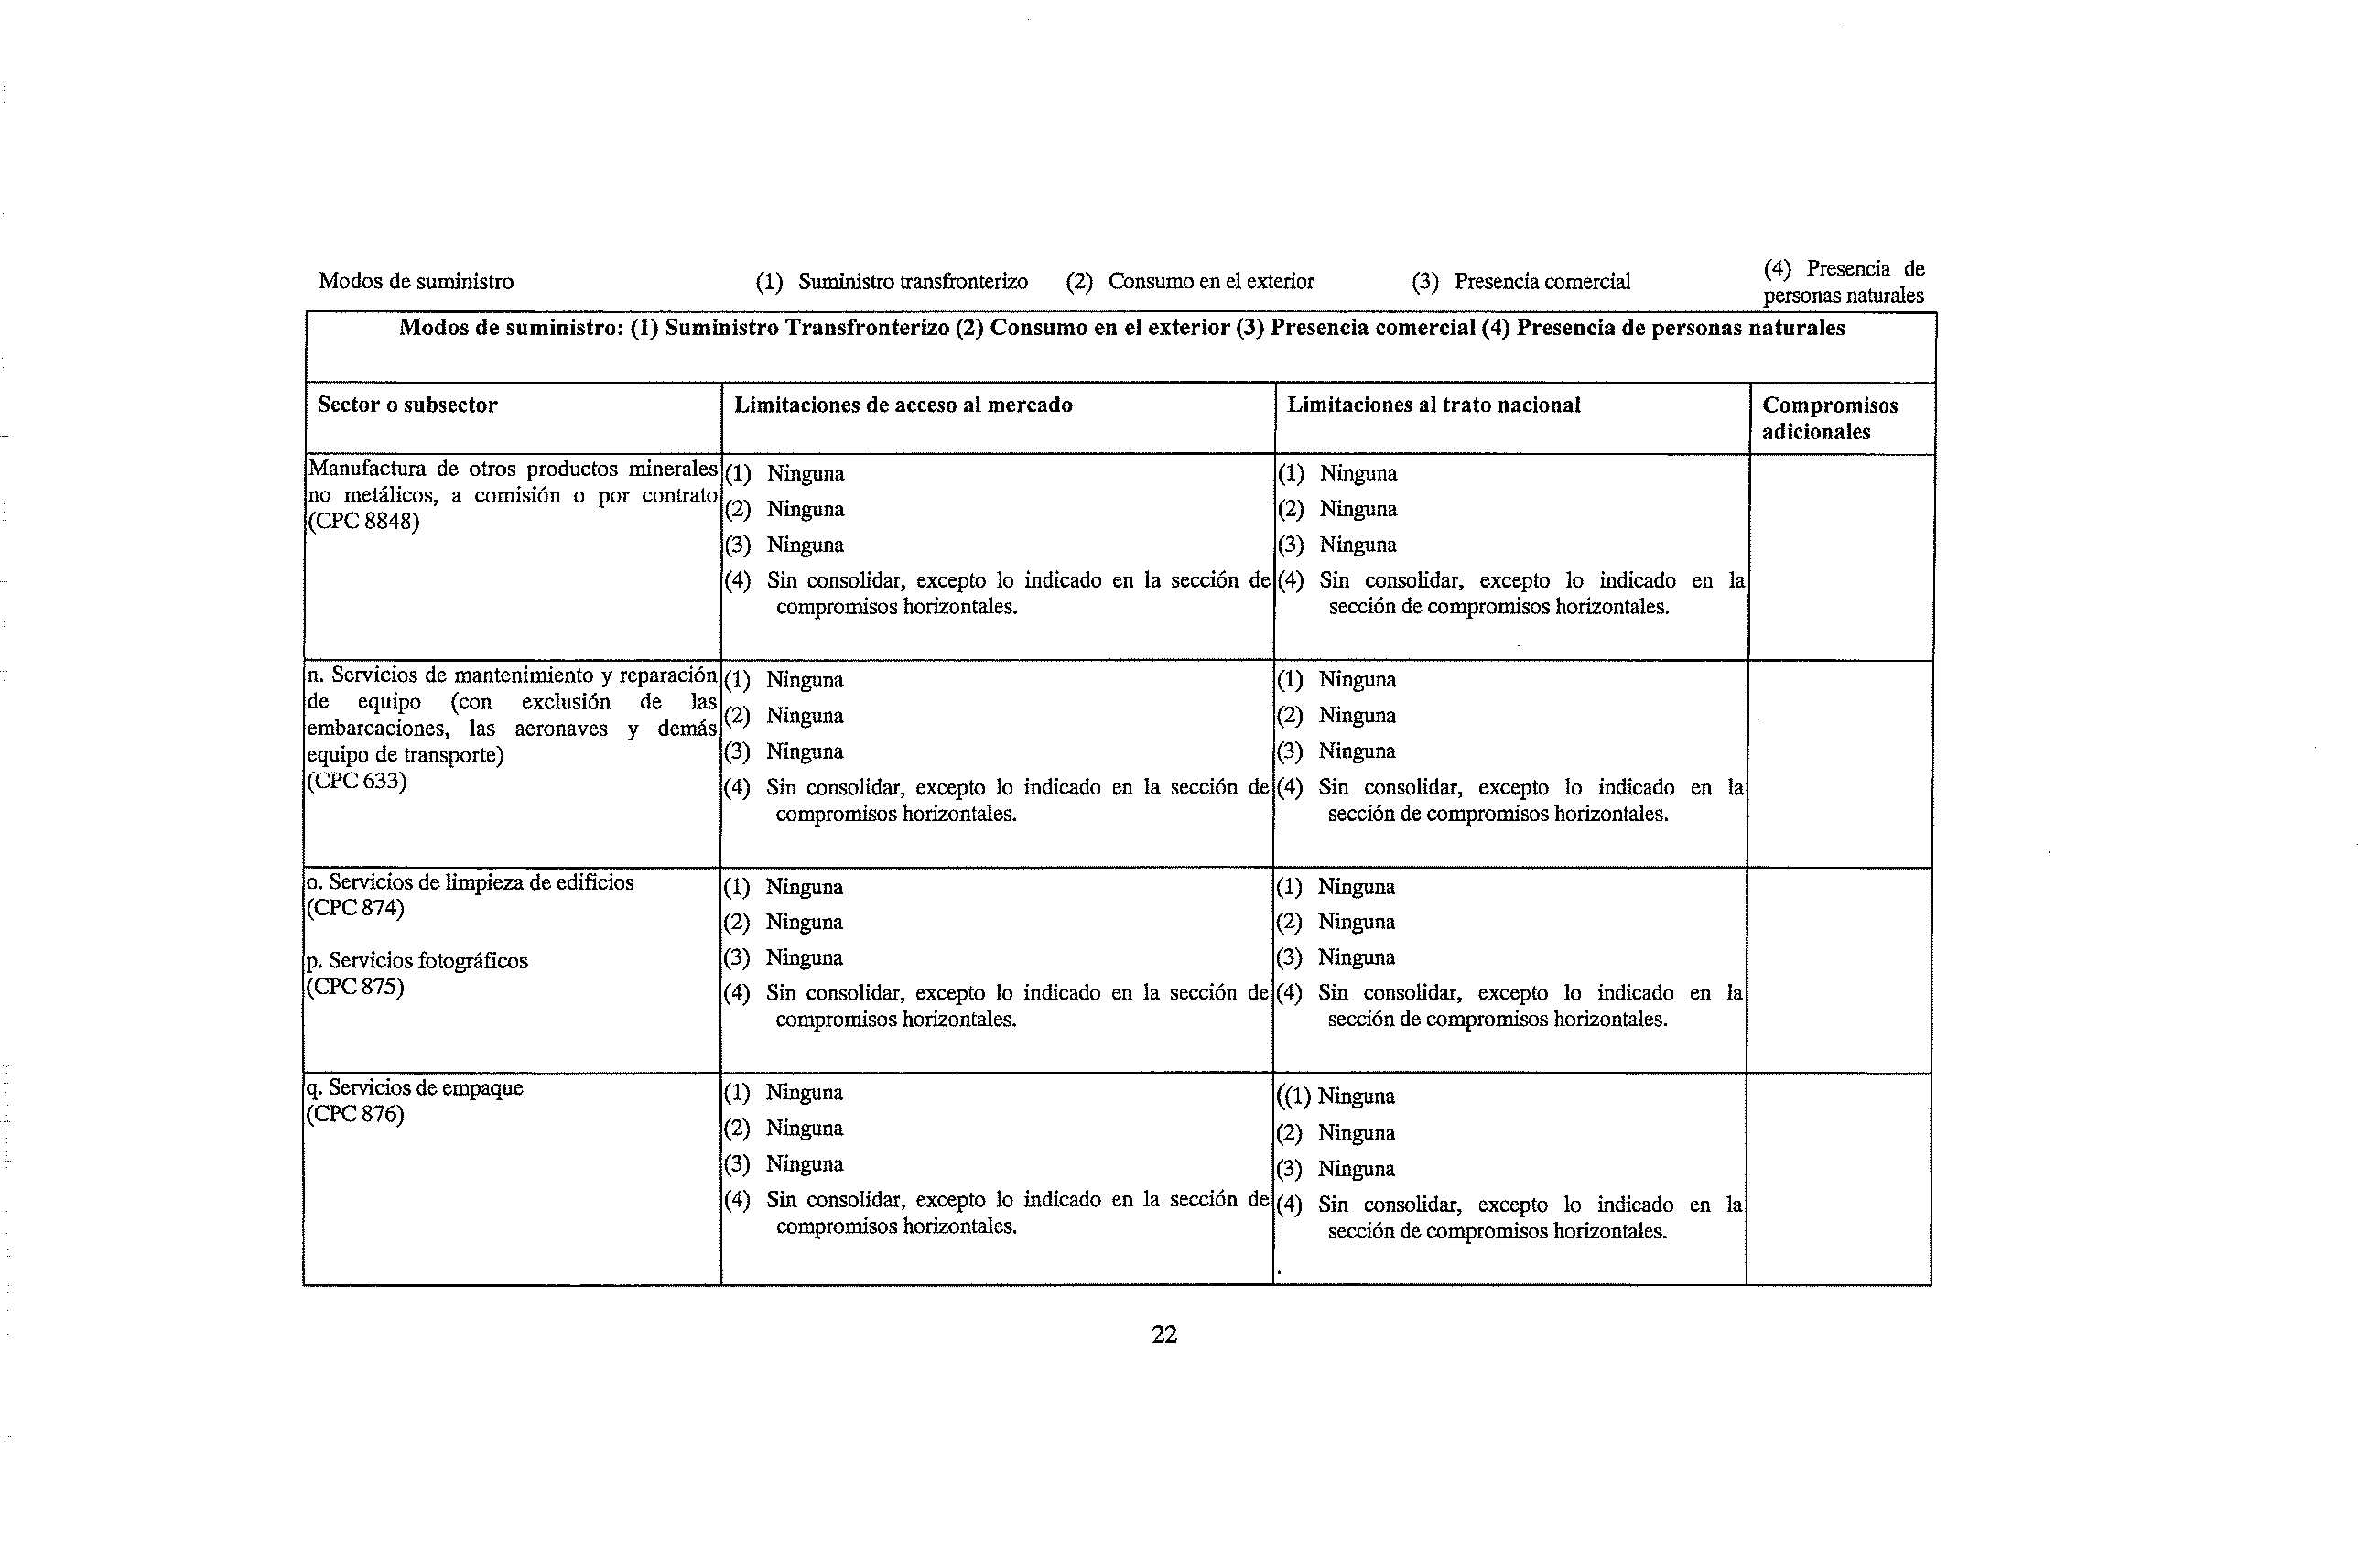 Modos de suministro (1) Suministro transfronterizo (2) Consumo en el exterior (3) Presencia comercial (4) Presencia de
personas naturales
Modos de suministro: (1) Suministro Transfronterizo (2) Consumo en el exterior (3) Presencia comercial (4) Presencia de personas naturales
Sector o subsector
Limitaciones de acceso al mercado
Limitaciones al trato nacional
Compromisos
adicionales
Manufactura de otros productos minerales
no metálicos, a comisión o por contrato
(CPC 8848)
(1) Ninguna
(2) Ninguna
(3) Ninguna
(4) Sin consolidar, excepto lo indicado en la sección de
compromisos horizontales.
(1) Ninguna
(2) Ninguna
(3) Ninguna
(4) Sin consolidar, excepto lo indicado en la
sección de compromisos horizontales.
n. Servicios de mantenimiento y reparación
de equipo (con exclusión de las
embarcaciones, las aeronaves y demás
equipo de transporte)
(CPC 633)
(1) Ninguna
(2) Ninguna
(3) Ninguna
(4) Sin consolidar, excepto lo indicado en la sección de
compromisos horizontales.
(1) Ninguna
(2) Ninguna
(3) Ninguna
(4) Sin consolidar, excepto lo indicado en la
sección de compromisos horizontales.
o. Servicios de limpieza de edificios
(CPC 874)
p. Servicios fotográficos
(CPC 875)
(1) Ninguna
(2) Ninguna
(3) Ninguna
(4) Sin consolidar, excepto lo indicado en la sección de
compromisos horizontales.
(1) Ninguna
(2) Ninguna
(3) Ninguna
(4) Sin consolidar, excepto lo indicado en la
sección de compromisos horizontales.
q. Servicios de empaque
(CPC 876)
(1) Ninguna
(2) Ninguna
(3) Ninguna
(4) Sin consolidar, excepto lo indicado en la sección de
compromisos horizontales.
((1) Ninguna
(2) Ninguna
(3) Ninguna
(4) Sin consolidar, excepto lo indicado en la
sección de compromisos horizontales.
.
22